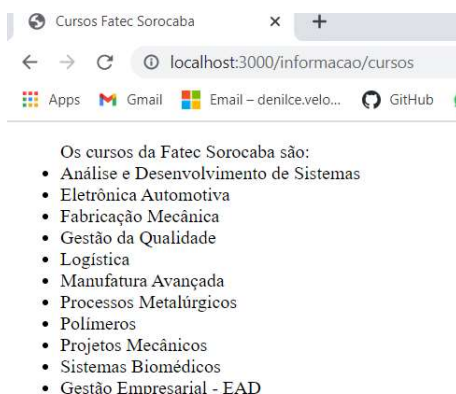 Cursos Fatec Sorocaba
localhost:3000/informacao/cursos
Apps Gmail Email – denilce.velo... GitHub
Os cursos da Fatec Sorocaba são:
Análise e Desenvolvimento de Sistemas
Eletrônica Automotiva
Fabricação Mecânica
Gestão da Qualidade
Logística
Manufatura Avançada
Processos Metalúrgicos
Polímeros
Projetos Mecânicos
Sistemas Biomédicos
Gestão Empresarial - EAD